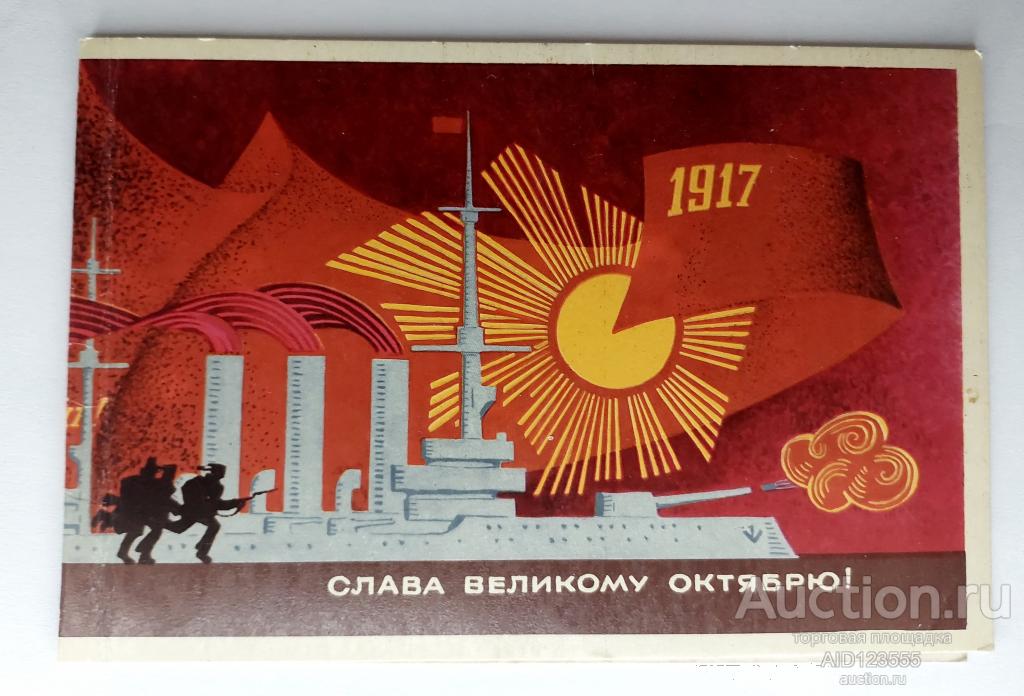 1917
СЛАВА ВЕЛИКОМУ ОКТЯБРЮ!
Auction.ru
торговая площадка
AID123555
auction.ru